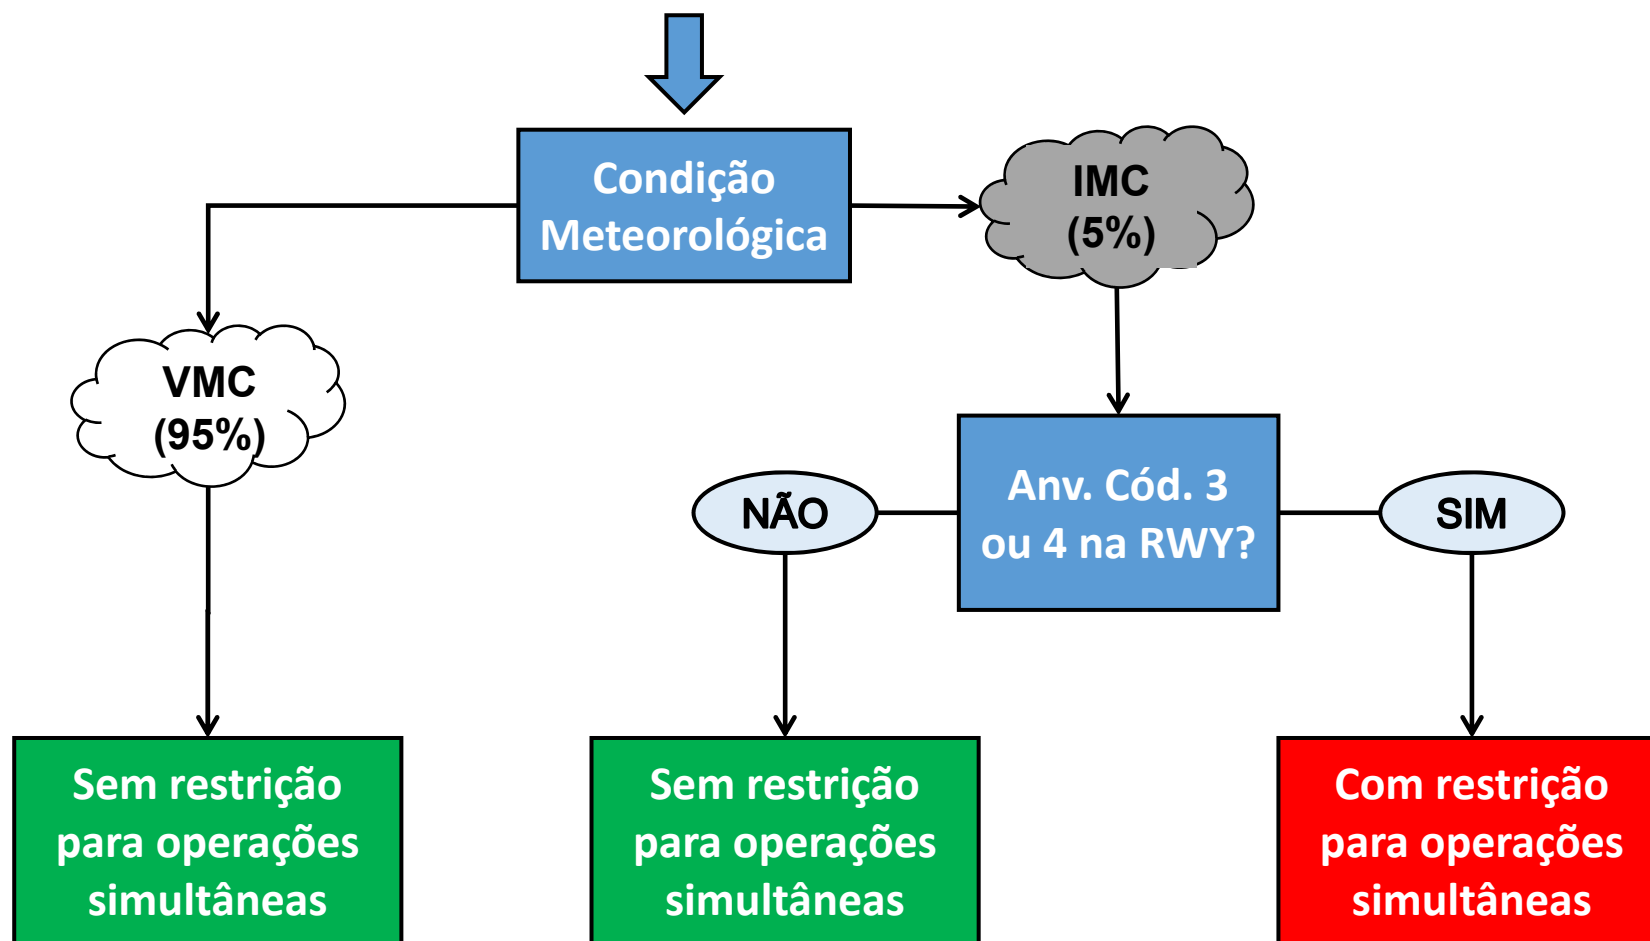 Condição
Meteorológica
IMC
(5%)
VMC
(95%)
Anv. Cód. 3
ou 4 na RWY?
NÃO
SIM
Sem restrição
para operações
simultâneas
Sem restrição
para operações
simultâneas
Com restrição
para operações
simultâneas